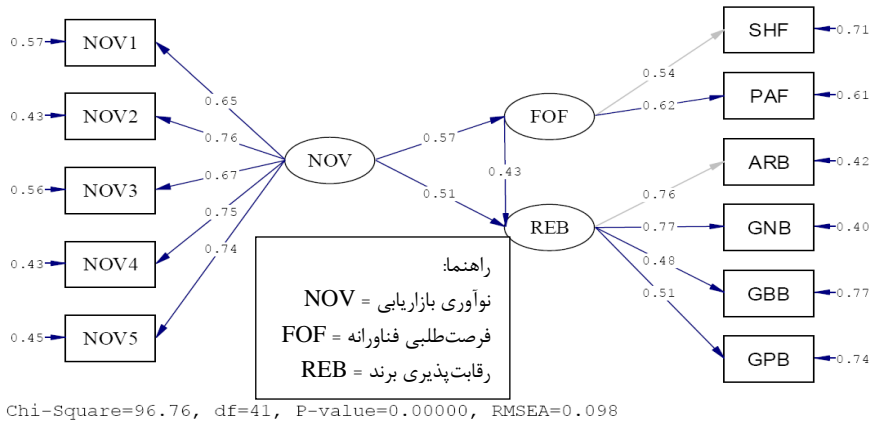 0.57 NOV1
0.43 NOV2
0.56 NOV3
0.43 NOV4
0.45 NOV5
0.65
0.76
0.67
0.75
0.74
NOV
0.57
0.51
FOF
0.43
REB
0.54
0.62
0.76
0.77
0.48
0.51
SHF 0.71
PAF 0.61
ARB 0.42
GNB 0.40
GBB 0.77
GPB 0.74
راهنما:
نوآوری بازاریابی = NOV
فرصت‌طلبی فناورانه = FOF
رقابت‌پذیری برند = REB
Chi-Square=96.76, df=41, P-value=0.00000, RMSEA=0.098